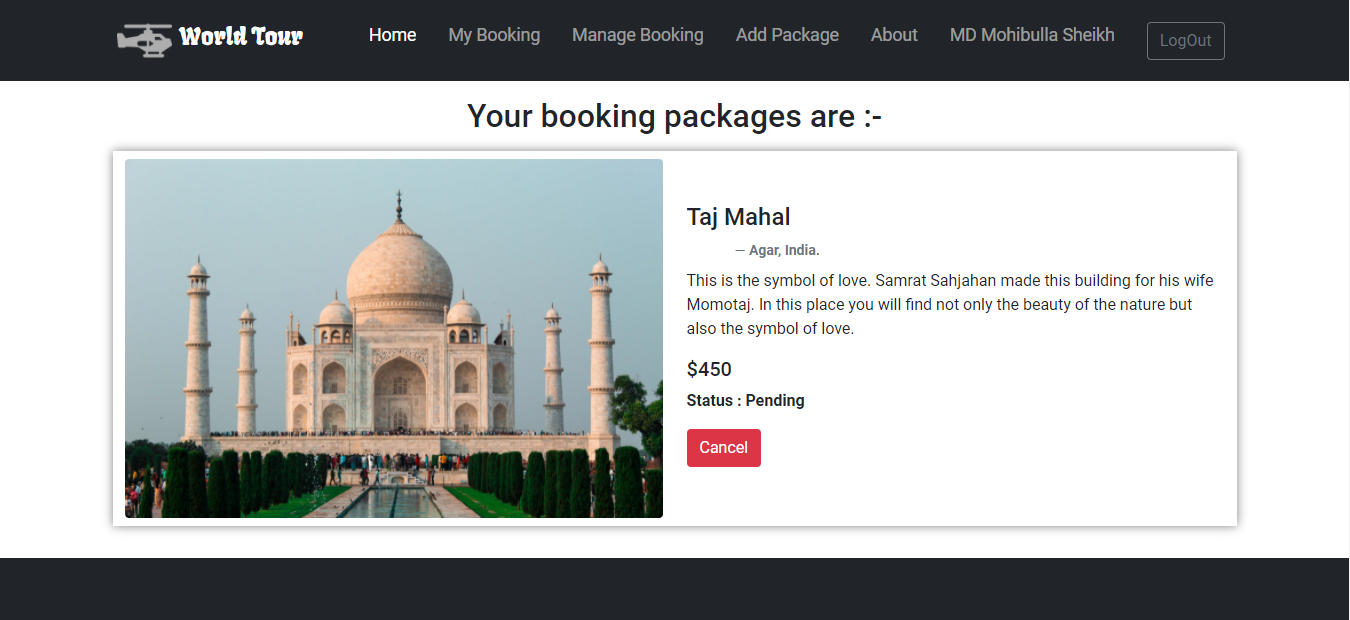 World Tour
Home
My Booking
Manage Booking
Add Package
About
MD Mohibulla Sheikh
LogOut
Your booking packages are :-
Taj Mahal
— Agar, India.
This is the symbol of love. Samrat Sahjahan made this building for his wife
Momotaj. In this place you will find not only the beauty of the nature but
also the symbol of love.
$450
Status : Pending
Cancel